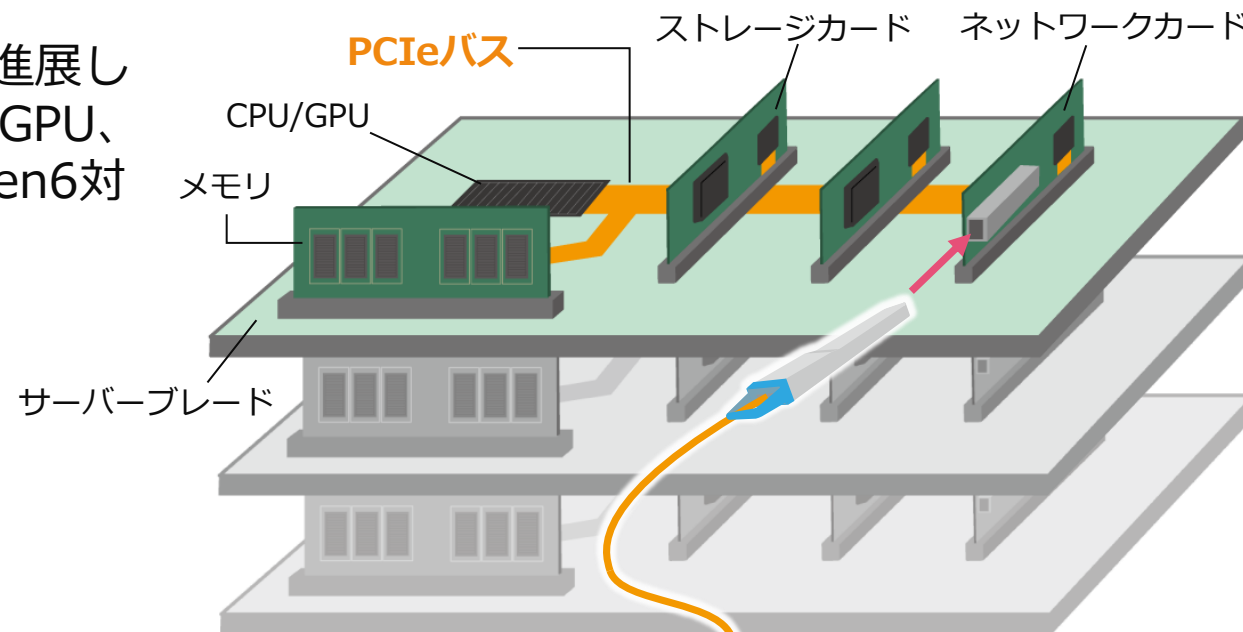 進展し
GPU、
en6対
PCIeバス
ストレージカード
ネットワークカード
CPU/GPU
メモリ
サーバーブレード